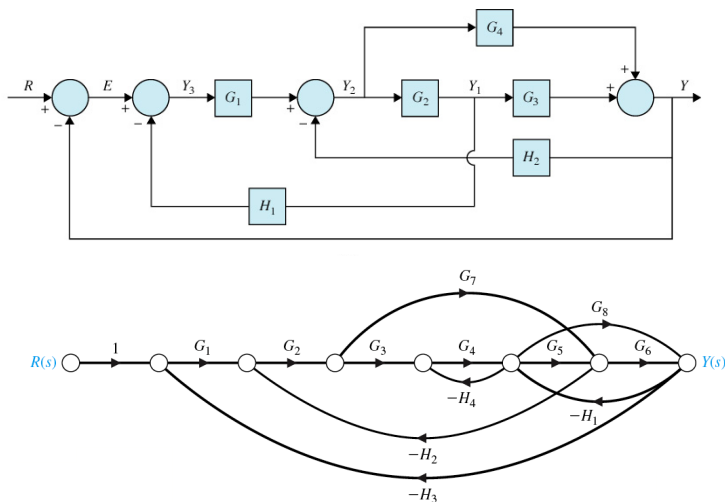 G₄
R
E
Y₃
G₁
Y₂
G₂
Y₁
G₃
Y
+
−
+
−
+
−
+
+
H₂
H₁
G₇
G₈
R(s)
1
G₁
G₂
G₃
G₄
G₅
G₆
Y(s)
−H₄
−H₁
−H₂
−H₃